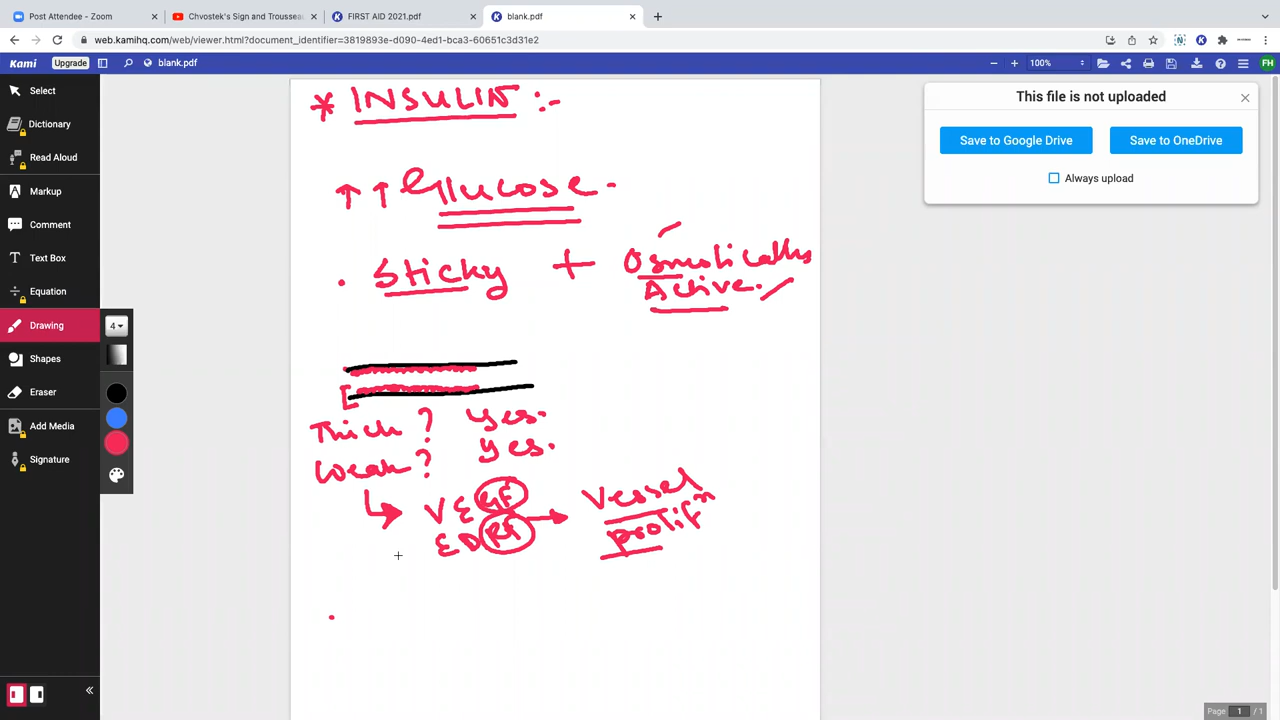 Post Attendee - Zoom
Chvostek's Sign and Trousseau
FIRST AID 2021.pdf
blank.pdf
web.kamihq.com/web/viewer.html?document_identifier=3819893e-d090-4ed1-bca3-60651c3d31e2
Kami
Upgrade
blank.pdf
100%
FH
Select
Dictionary
Read Aloud
Markup
Comment
Text Box
Equation
Drawing
4
Shapes
Eraser
Add Media
Signature
This file is not uploaded
Save to Google Drive
Save to OneDrive
Always upload
* INSULIN :-
↑↑ Glucose.
. Sticky + Osmotically
Active.
Thick? Yes.
Weak? Yes.
VEGF → Vessel
EDRF prolifn
Page 1 / 1